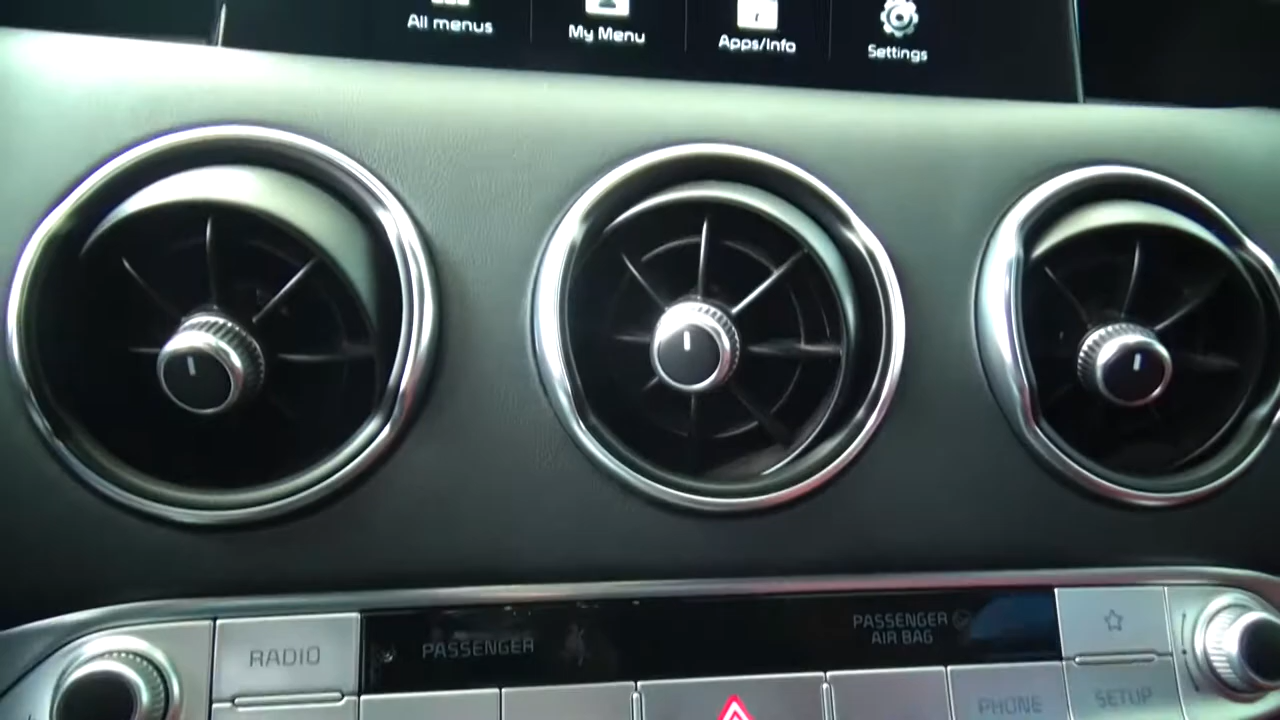 All menus
My Menu
Apps/Info
Settings
RADIO
PASSENGER
PASSENGER
AIR BAG
PHONE
SETUP